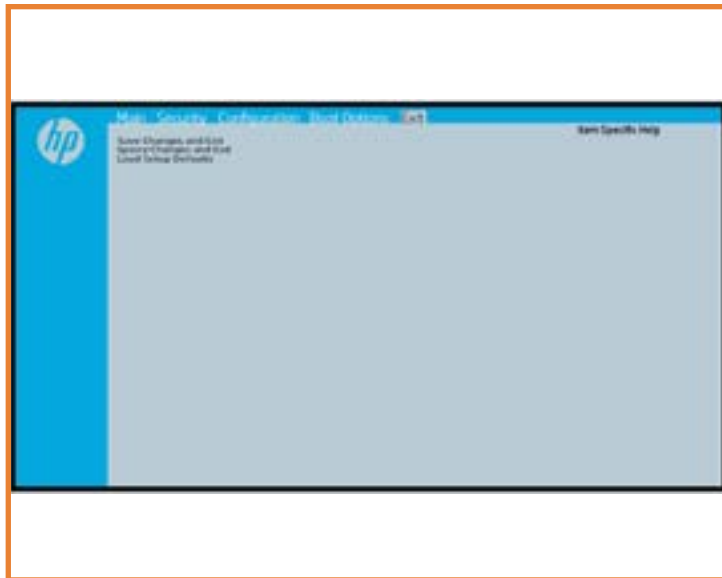 hp
Main Security Configuration Boot Options Exit
Item Specific Help
Save Changes and Exit
Ignore Changes and Exit
Load Setup Defaults